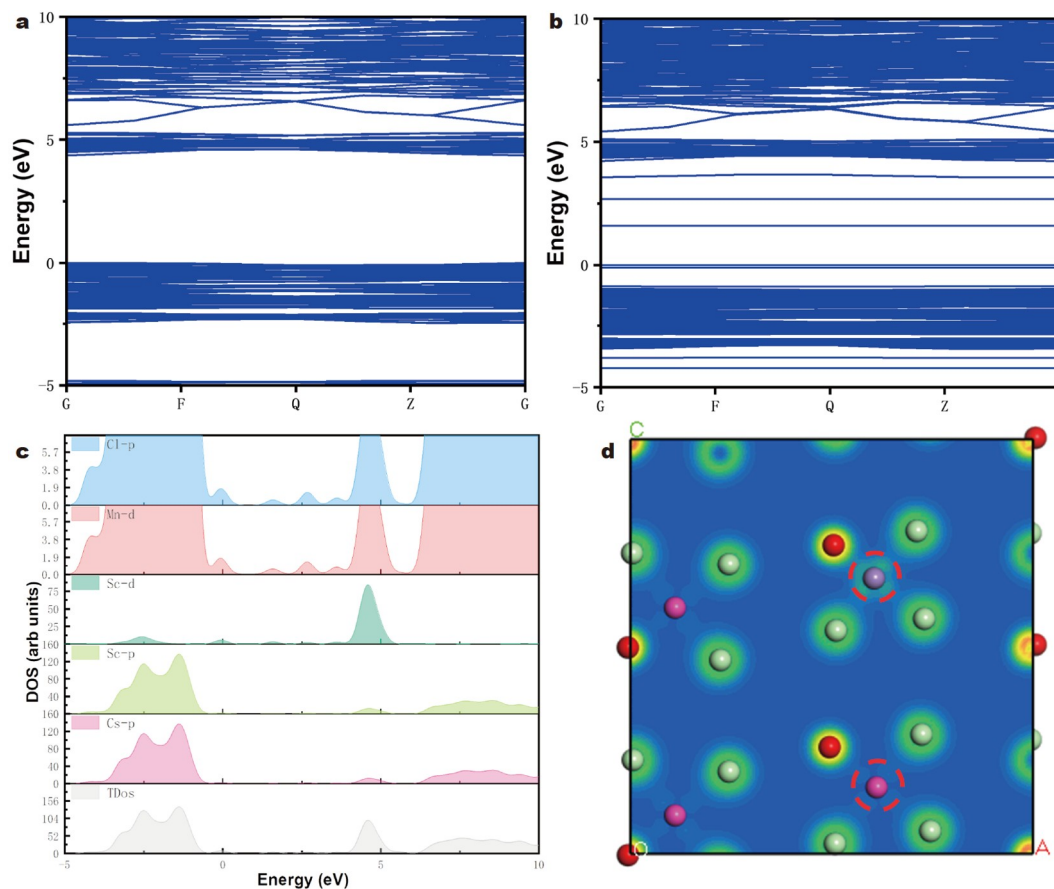 a
10
5
0
−5
Energy (eV)
G F Q Z G
b
10
5
0
−5
Energy (eV)
G F Q Z G
c
Cl-p
5.7
3.8
1.9
0.0
Mn-d
5.7
3.8
1.9
0.0
Sc-d
75
50
25
160
Sc-p
120
80
40
160
Cs-p
120
80
40
0
TDos
156
104
52
0
DOS (arb units)
−5 0 5 10
Energy (eV)
d
C
O
A